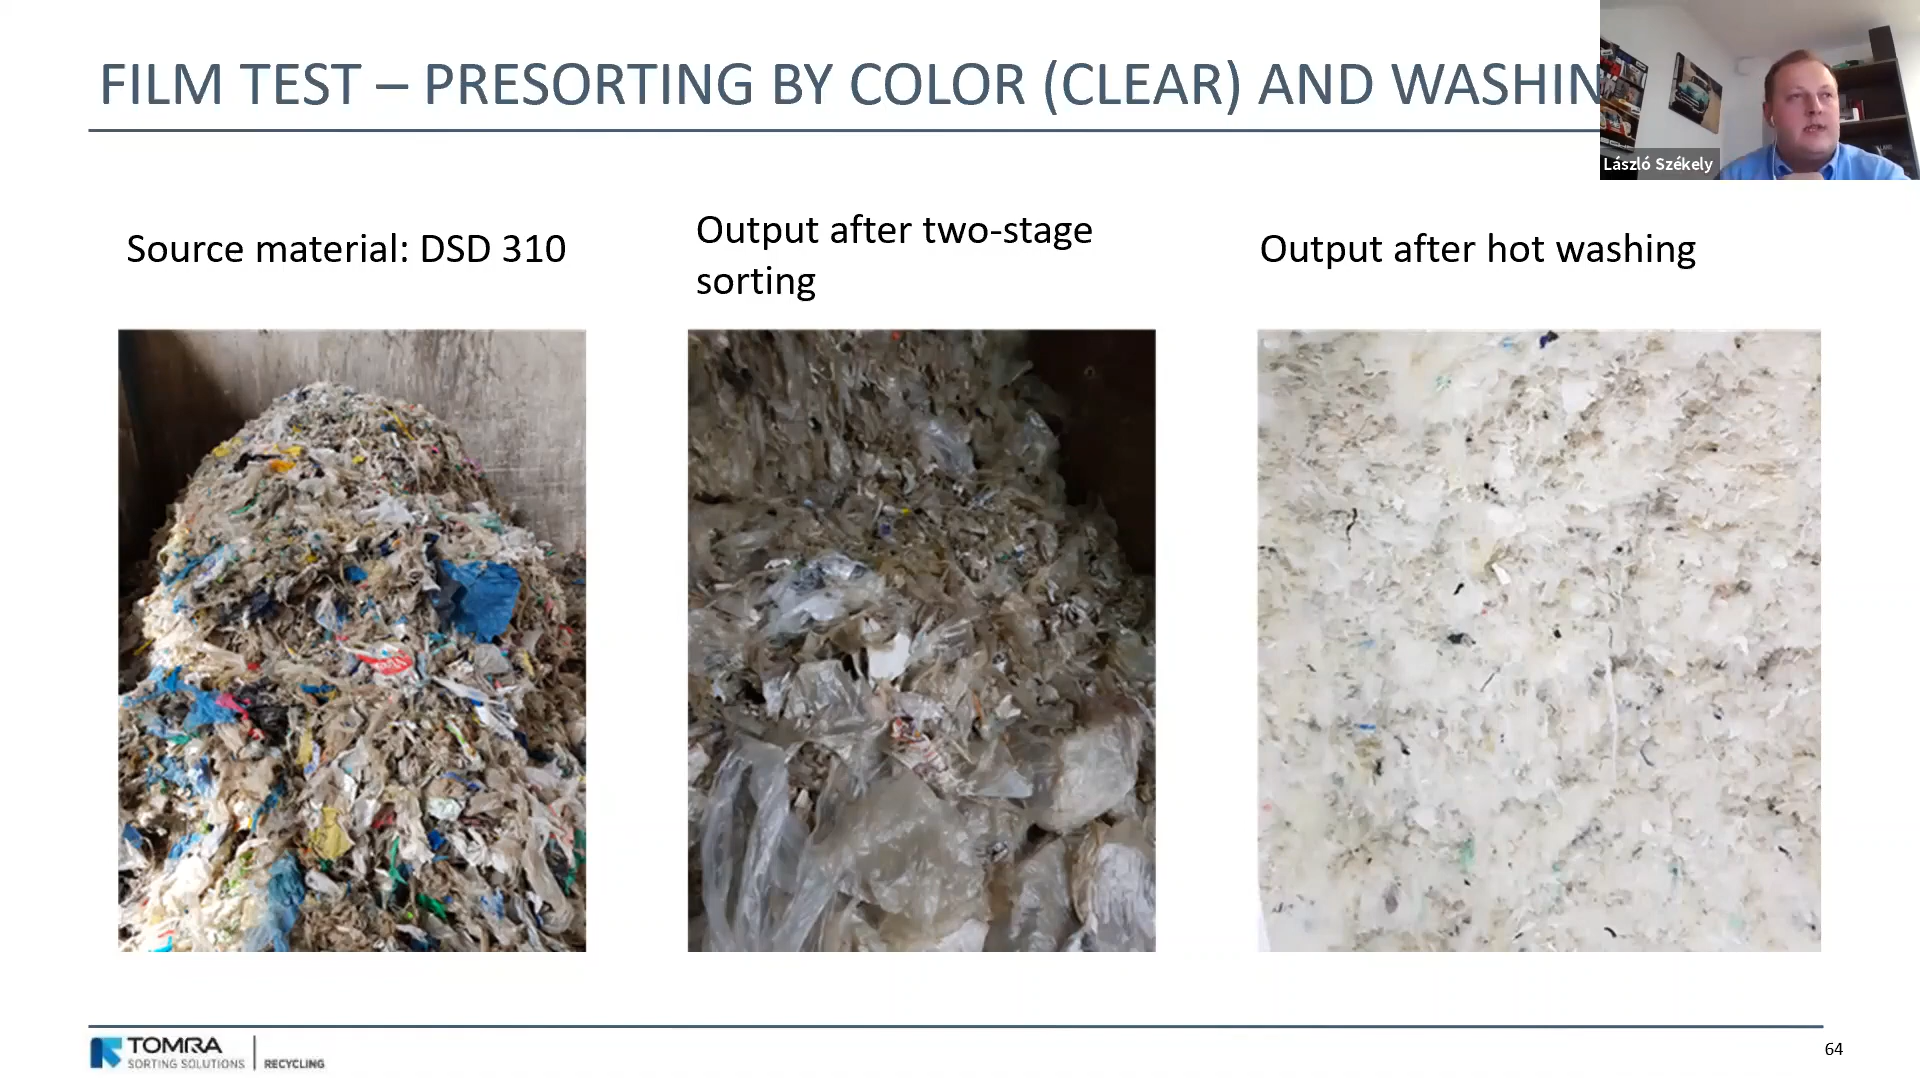 FILM TEST – PRESORTING BY COLOR (CLEAR) AND WASHIN
László Székely
Source material: DSD 310
Output after two-stage
sorting
Output after hot washing
TOMRA
SORTING SOLUTIONS
RECYCLING
64